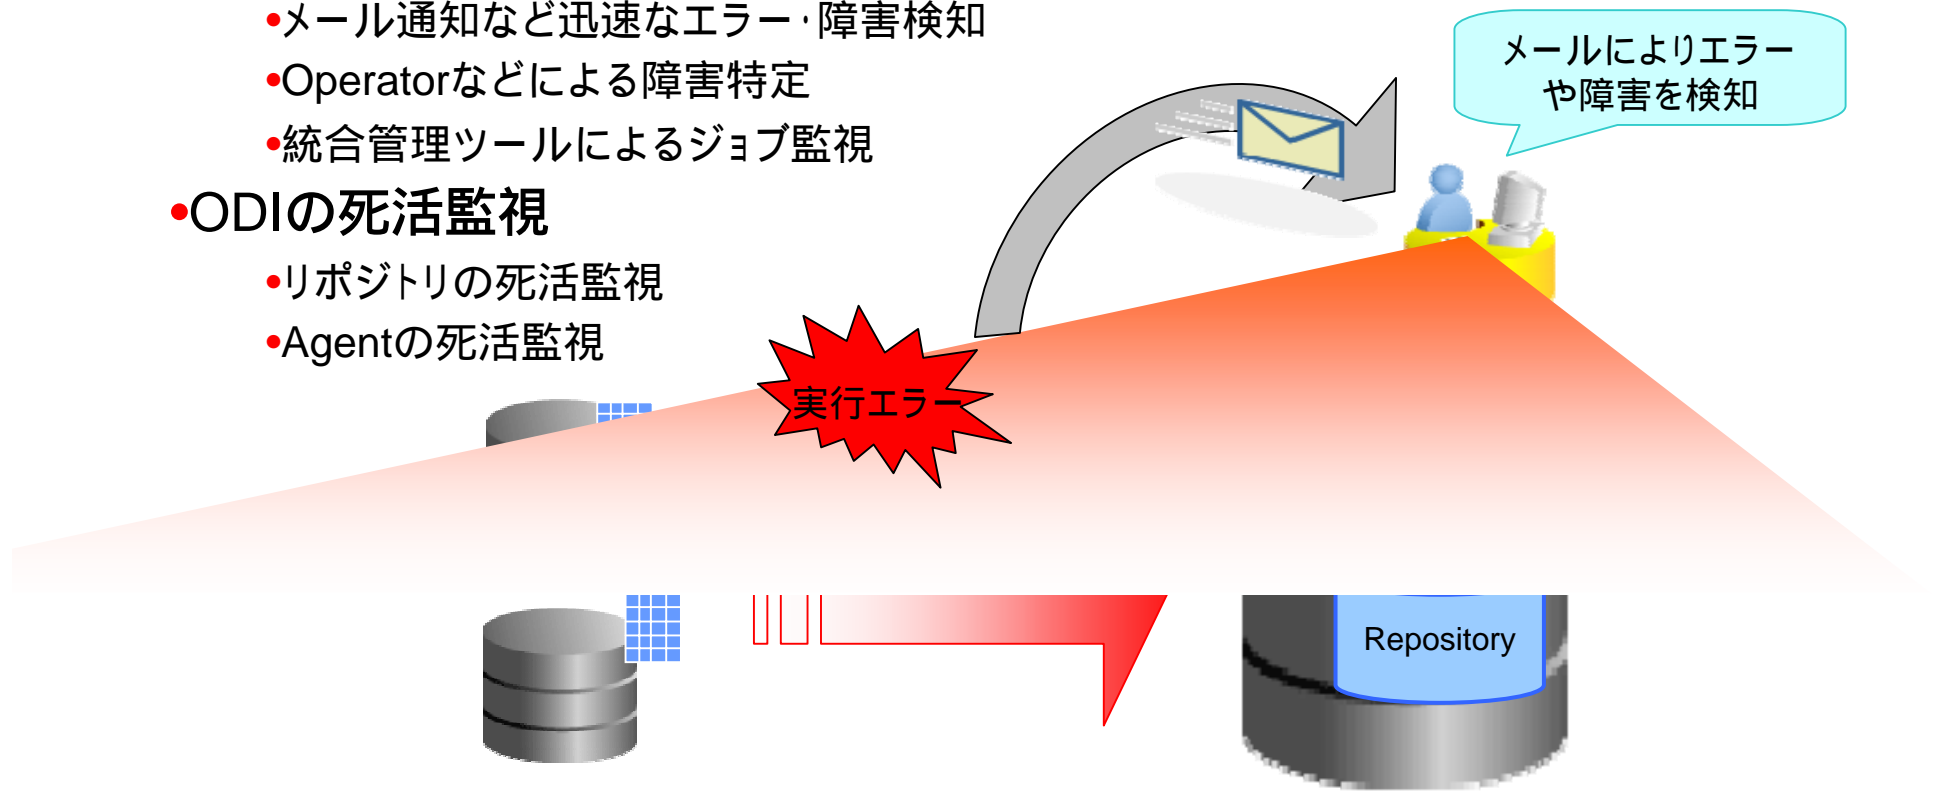 •メール通知など迅速なエラー・障害検知
•Operatorなどによる障害特定
•統合管理ツールによるジョブ監視
•ODIの死活監視
•リポジトリの死活監視
•Agentの死活監視
メールによりエラー
や障害を検知
実行エラー
Repository